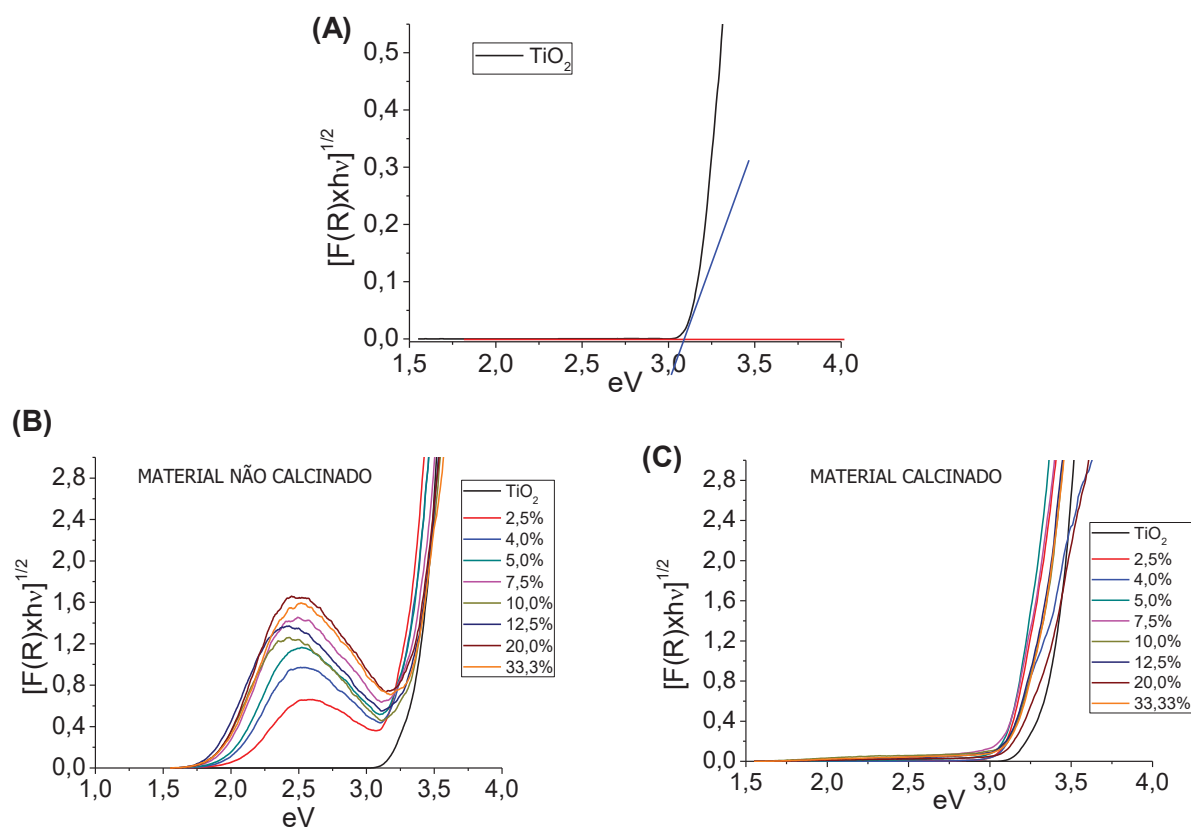 (A)
TiO2
[F(R)xhν]1/2
0,5
0,4
0,3
0,2
0,1
0,0
1,5 2,0 2,5 3,0 3,5 4,0
eV
(B)
MATERIAL NÃO CALCINADO
[F(R)xhν]1/2
2,8
2,4
2,0
1,6
1,2
0,8
0,4
0,0
1,0 1,5 2,0 2,5 3,0 3,5 4,0
eV
TiO2
2,5%
4,0%
5,0%
7,5%
10,0%
12,5%
20,0%
33,3%
(C)
MATERIAL CALCINADO
[F(R)xhν]1/2
2,8
2,4
2,0
1,6
1,2
0,8
0,4
0,0
1,5 2,0 2,5 3,0 3,5 4,0
eV
TiO2
2,5%
4,0%
5,0%
7,5%
10,0%
12,5%
20,0%
33,33%